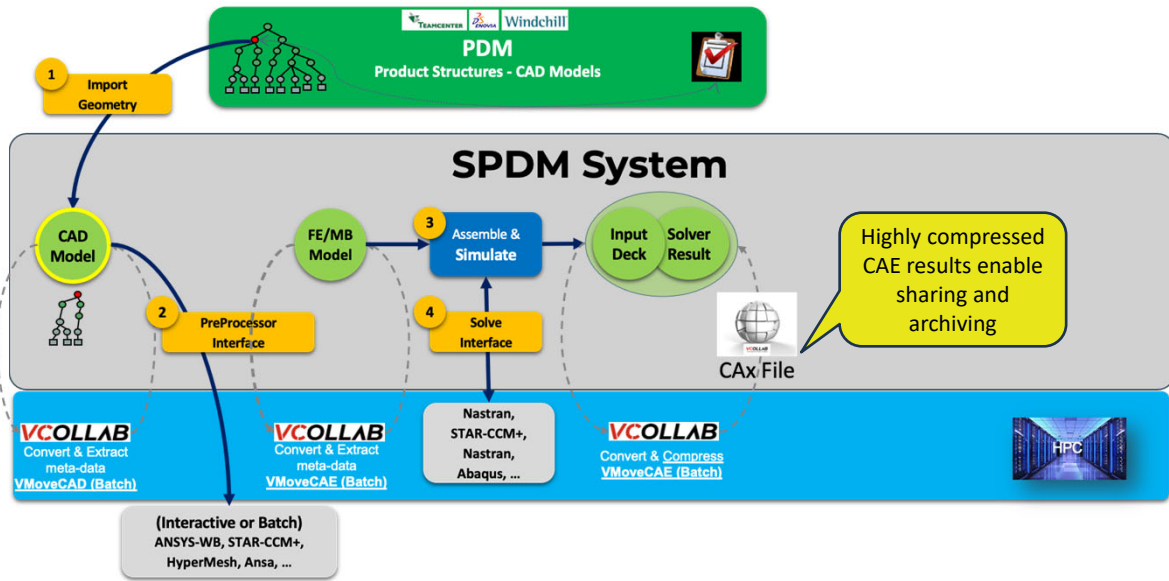 TEAMCENTER
ENOVIA
Windchill
PDM
Product Structures - CAD Models
1
Import
Geometry
SPDM System
CAD
Model
FE/MB
Model
3
Assemble &
Simulate
Input
Deck
Solver
Result
Highly compressed
CAE results enable
sharing and
archiving
2
PreProcessor
Interface
4
Solve
Interface
VCOLLAB
CAx File
VCOLLAB
Convert & Extract
meta-data
VMoveCAD (Batch)
VCOLLAB
Convert & Extract
meta-data
VMoveCAE (Batch)
Nastran,
STAR-CCM+,
Nastran,
Abaqus, ...
VCOLLAB
Convert & Compress
VMoveCAE (Batch)
HPC
(Interactive or Batch)
ANSYS-WB, STAR-CCM+,
HyperMesh, Ansa, ...